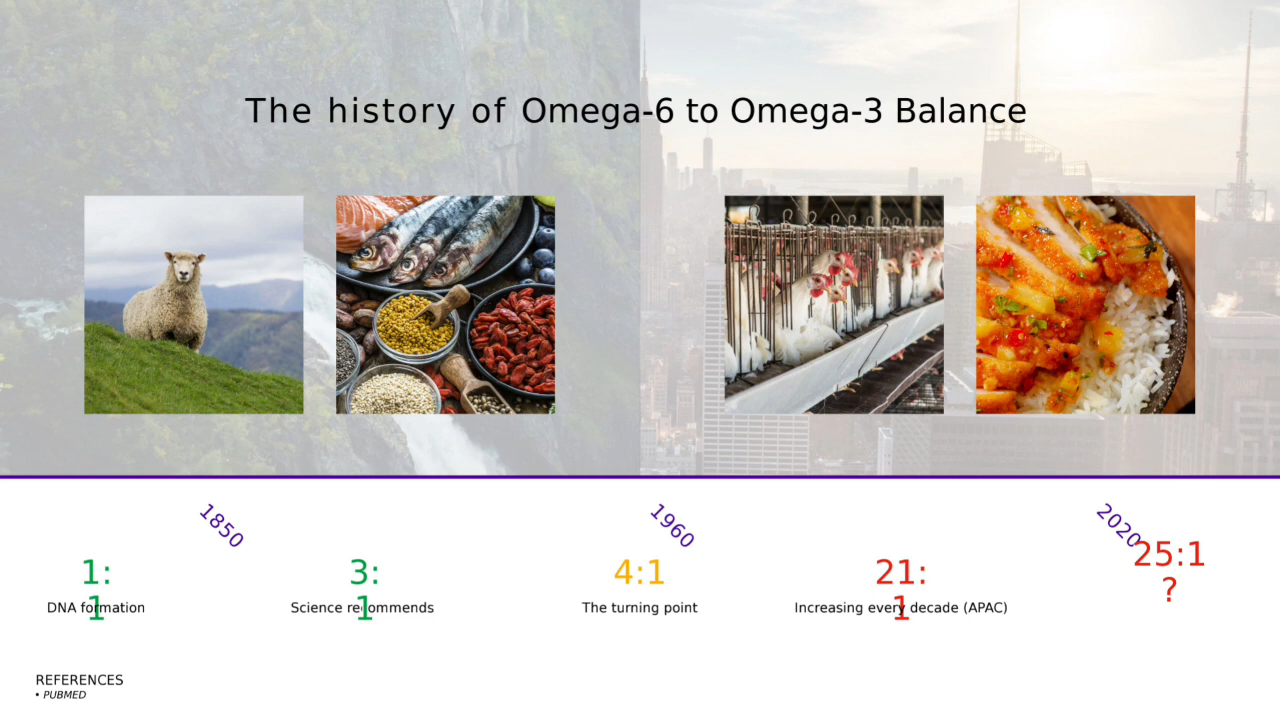 The history of Omega-6 to Omega-3 Balance
1850
1960
2020
1:
1
DNA formation
3:
1
Science recommends
4:1
The turning point
21:
1
Increasing every decade (APAC)
25:1
?
REFERENCES
• PUBMED